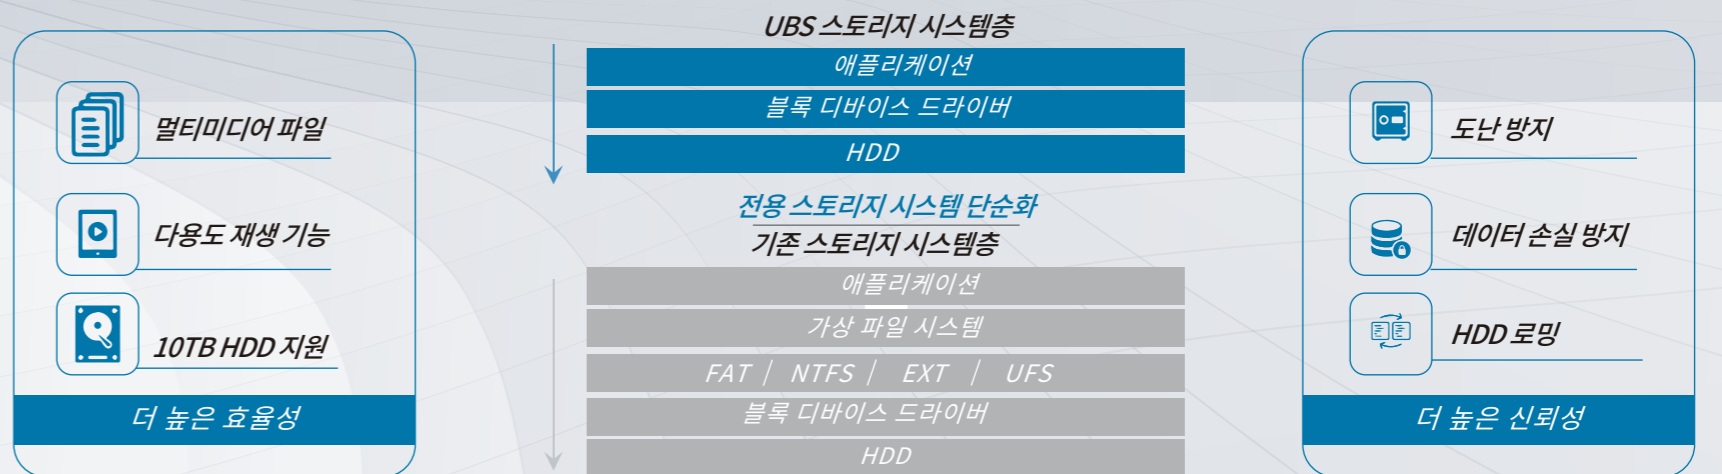 멀티미디어 파일
다용도 재생 기능
10TB HDD 지원
더 높은 효율성
UBS 스토리지 시스템층
애플리케이션
블록 디바이스 드라이버
HDD
전용 스토리지 시스템 단순화
기존 스토리지 시스템층
애플리케이션
가상 파일 시스템
FAT / NTFS / EXT / UFS
블록 디바이스 드라이버
HDD
도난 방지
데이터 손실 방지
HDD 로밍
더 높은 신뢰성